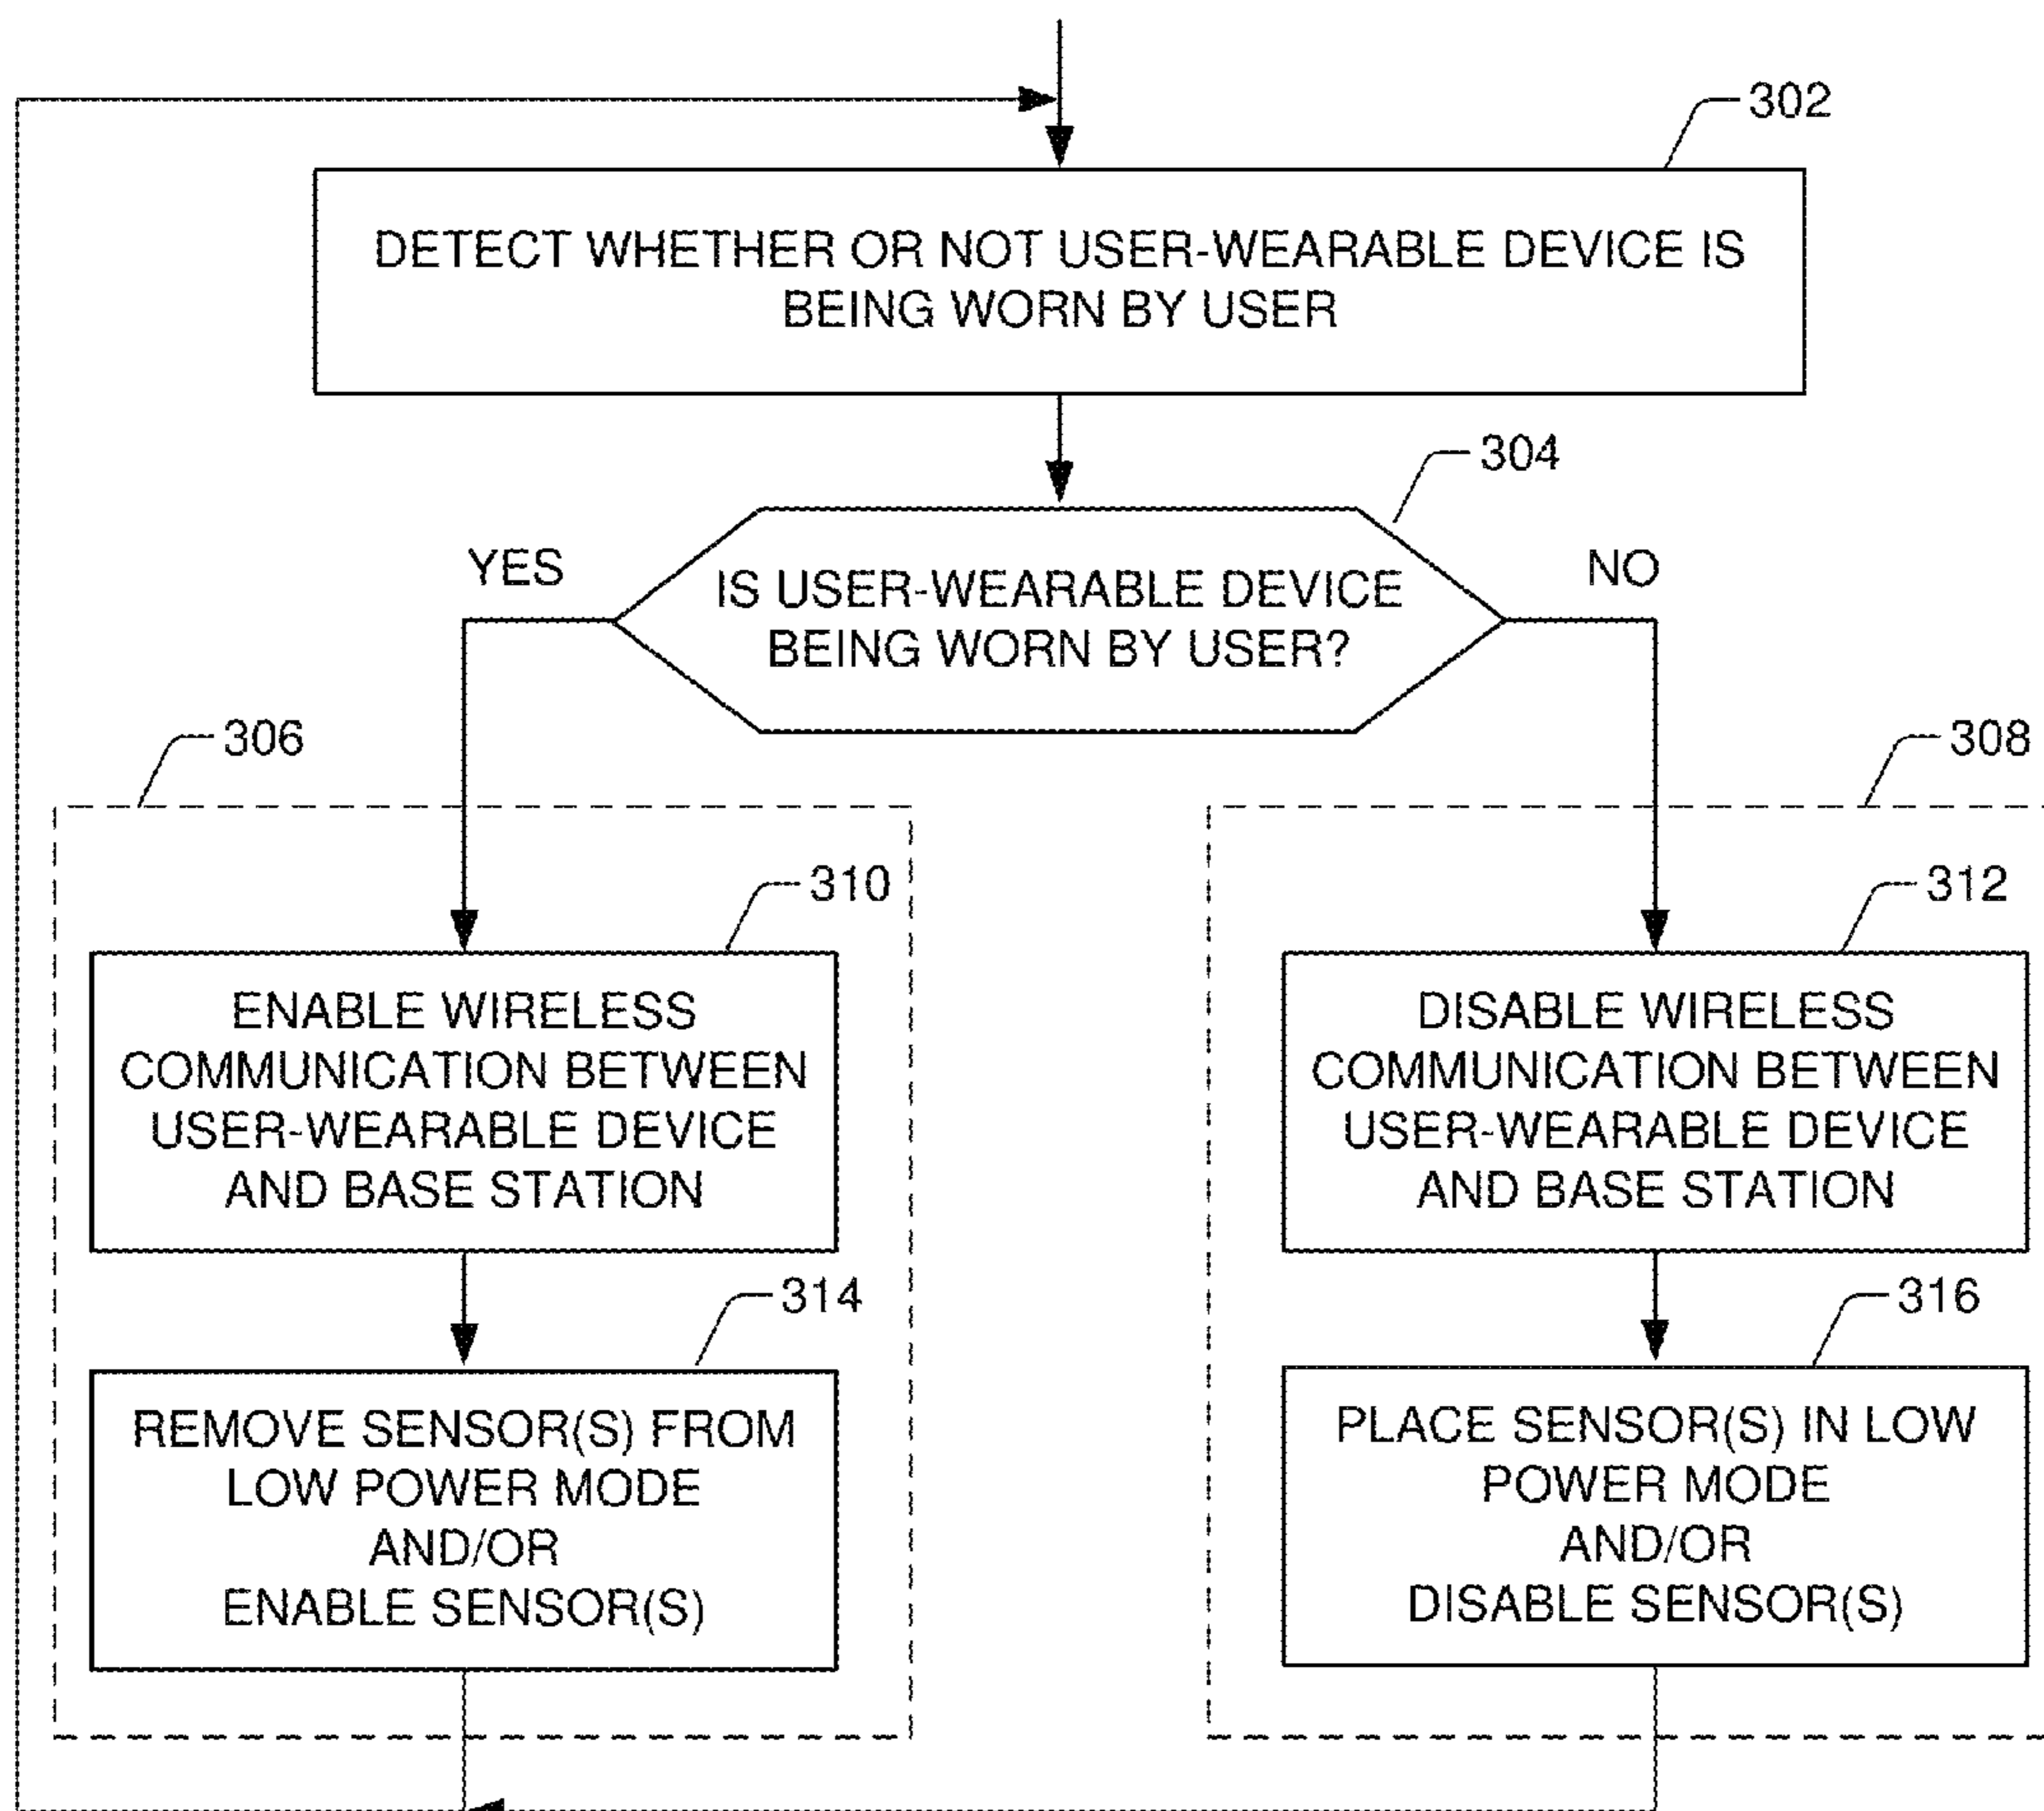 302
DETECT WHETHER OR NOT USER-WEARABLE DEVICE IS
BEING WORN BY USER
304
YES
NO
IS USER-WEARABLE DEVICE
BEING WORN BY USER?
306
308
310
312
ENABLE WIRELESS
COMMUNICATION BETWEEN
USER-WEARABLE DEVICE
AND BASE STATION
DISABLE WIRELESS
COMMUNICATION BETWEEN
USER-WEARABLE DEVICE
AND BASE STATION
314
316
REMOVE SENSOR(S) FROM
LOW POWER MODE
AND/OR
ENABLE SENSOR(S)
PLACE SENSOR(S) IN LOW
POWER MODE
AND/OR
DISABLE SENSOR(S)